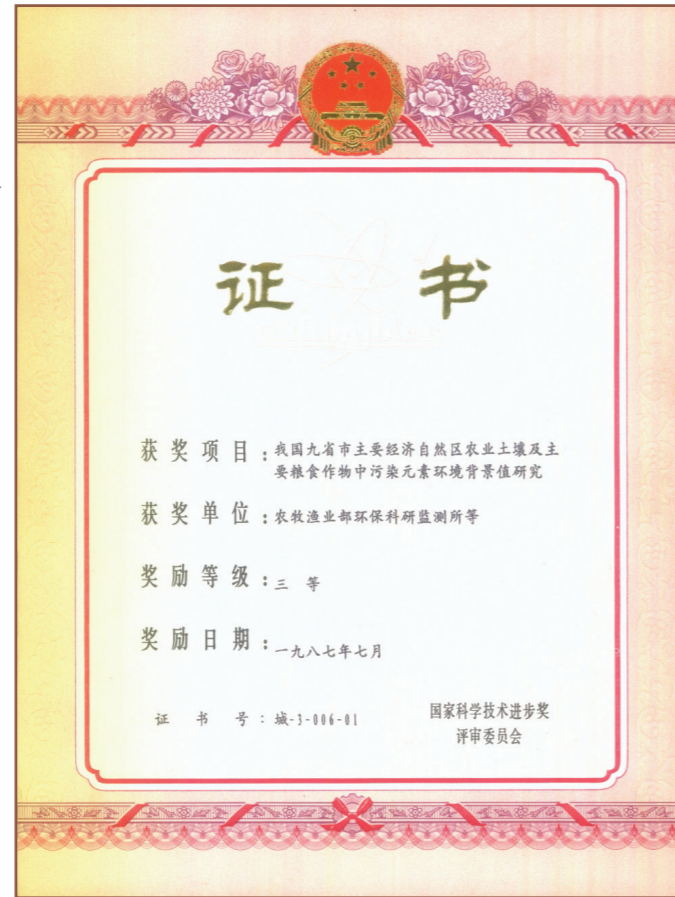 证 书
获 奖 项 目 ：我国九省市主要经济自然区农业土壤及主
要粮食作物中污染元素环境背景值研究
获 奖 单 位 ：农牧渔业部环保科研监测所等
奖 励 等 级 ：三 等
奖 励 日 期 ：一九八七年七月
证 书 号 ：城-3-006-01
国家科学技术进步奖
评审委员会